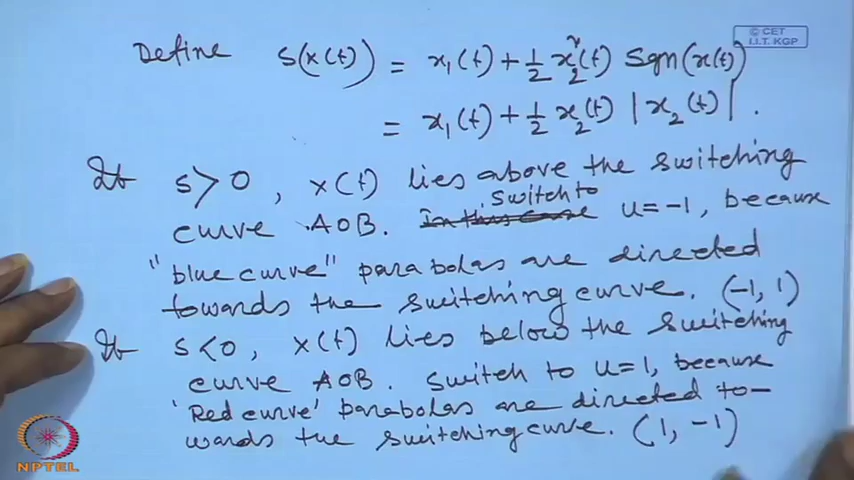 © CET
I.I.T. KGP
Define S(x(t)) = x₁(t) + 1/2 x₂²(t) Sgn(x(t))
= x₁(t) + 1/2 x₂(t) |x₂(t)|.
If s > 0, x(t) lies above the switching
curve AOB. In this case switch to u = -1, because
"blue curve" parabolas are directed
towards the switching curve. (-1, 1)
If s < 0, x(t) lies below the switching
curve AOB. Switch to u = 1, because
'Red curve' parabolas are directed to-
wards the switching curve. (1, -1)
NPTEL